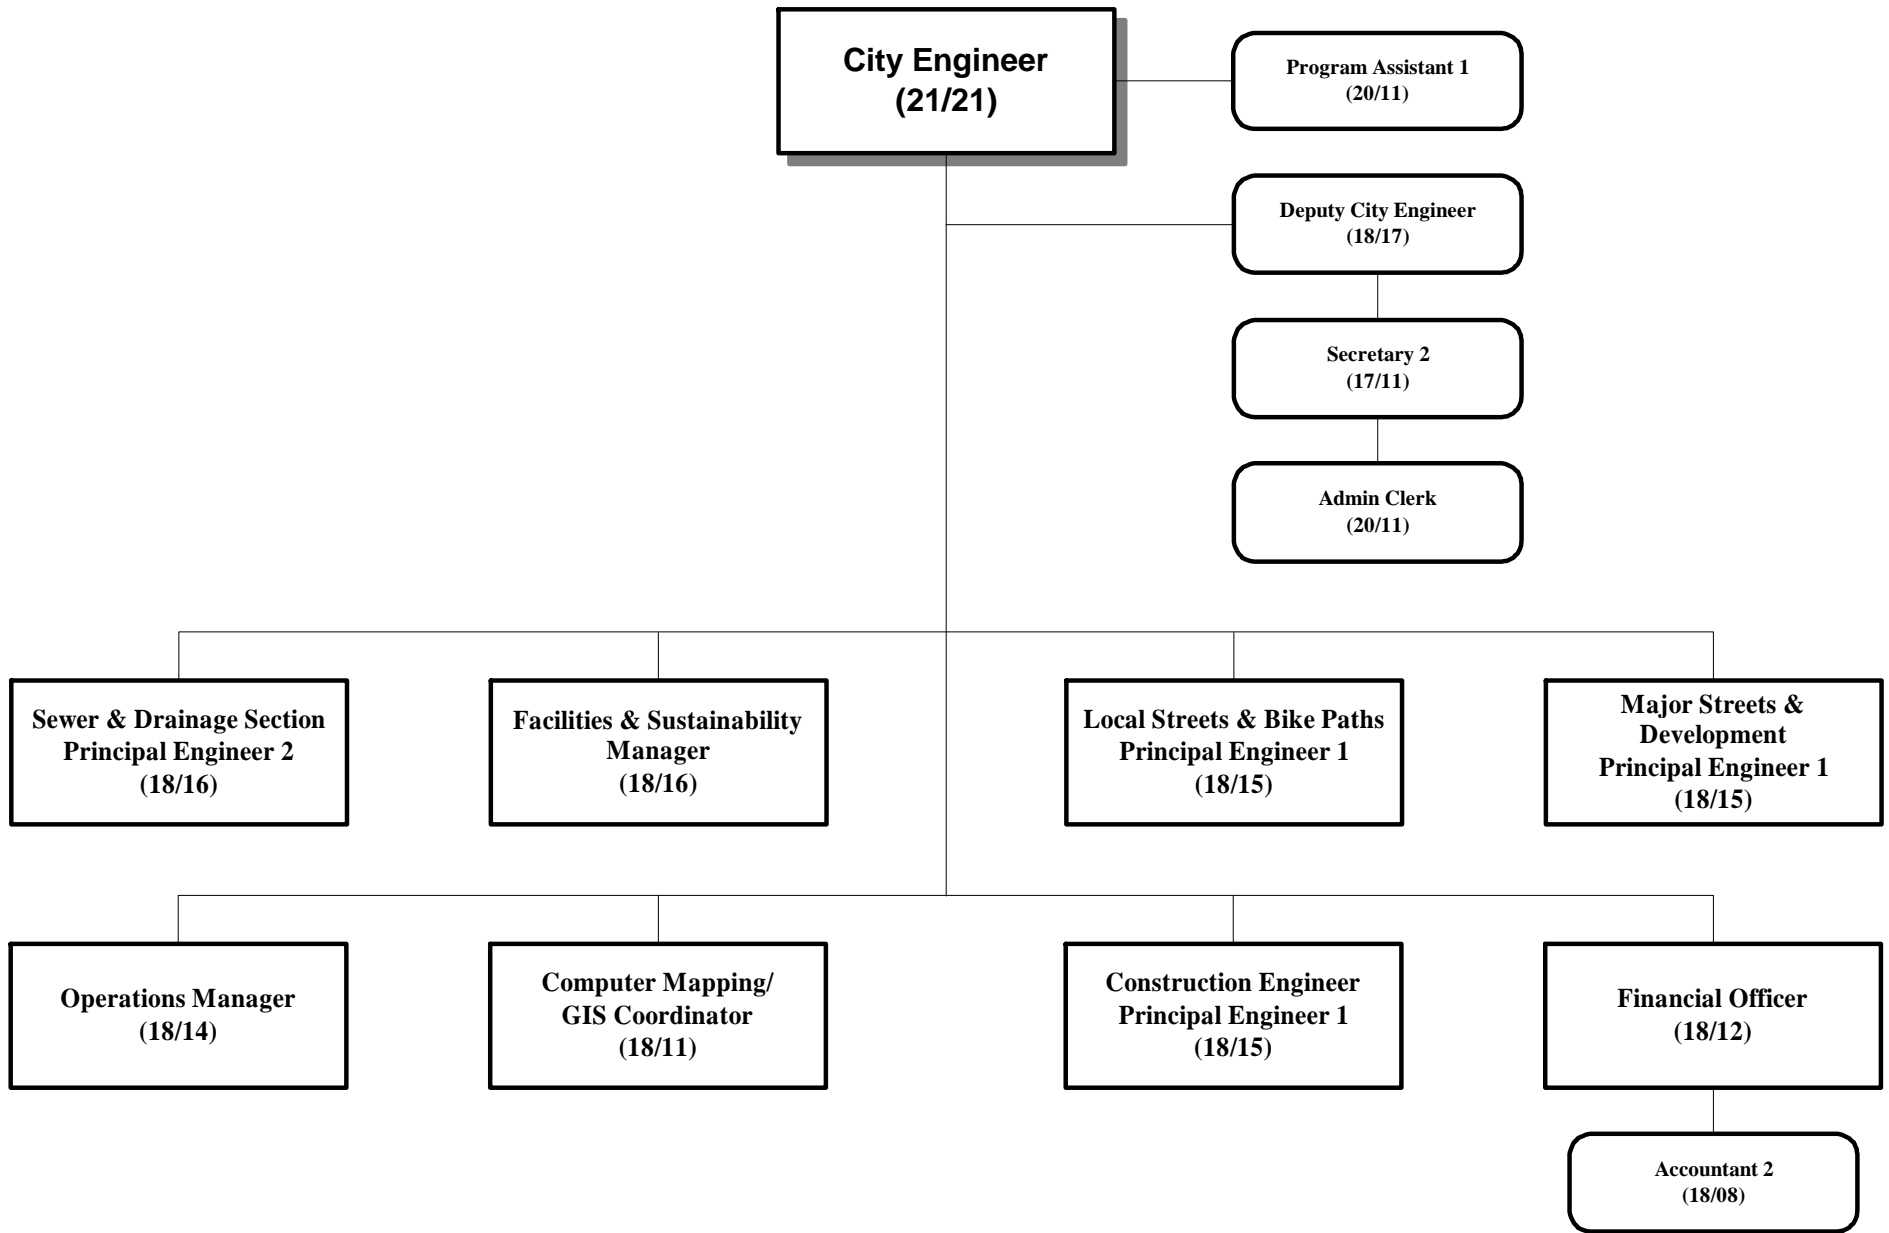 City Engineer
(21/21)
Program Assistant 1
(20/11)
Deputy City Engineer
(18/17)
Secretary 2
(17/11)
Admin Clerk
(20/11)
Sewer & Drainage Section
Principal Engineer 2
(18/16)
Facilities & Sustainability
Manager
(18/16)
Local Streets & Bike Paths
Principal Engineer 1
(18/15)
Major Streets &
Development
Principal Engineer 1
(18/15)
Operations Manager
(18/14)
Computer Mapping/
GIS Coordinator
(18/11)
Construction Engineer
Principal Engineer 1
(18/15)
Financial Officer
(18/12)
Accountant 2
(18/08)